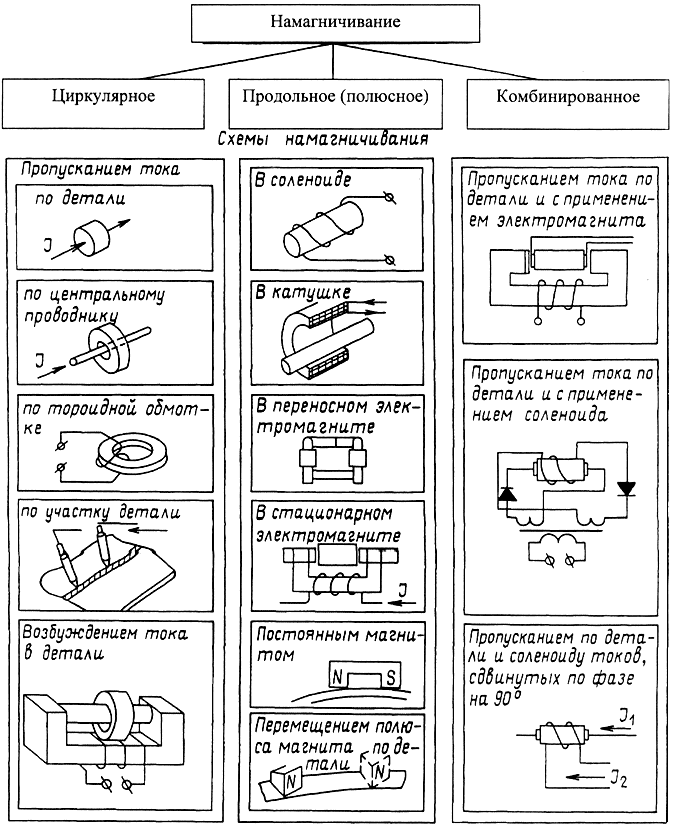 Намагничивание
Циркулярное
Продольное (полюсное)
Комбинированное
Схемы намагничивания
Пропусканием тока
по детали
J
по центральному
проводнику
J
по тороидной обмот-
ке
по участку детали
Возбуждением тока
в детали
В соленоиде
В катушке
В переносном элек-
тромагните
В стационарном
электромагните
J
Постоянным магни-
том
N S
Перемещением полю-
са магнита по де-
тали
N N
Пропусканием тока по
детали и с применени-
ем электромагнита
Пропусканием тока по
детали и с примене-
нием соленоида
Пропусканием по дета-
ли и соленоиду токов,
сдвинутых по фазе
на 90°
J1
J2